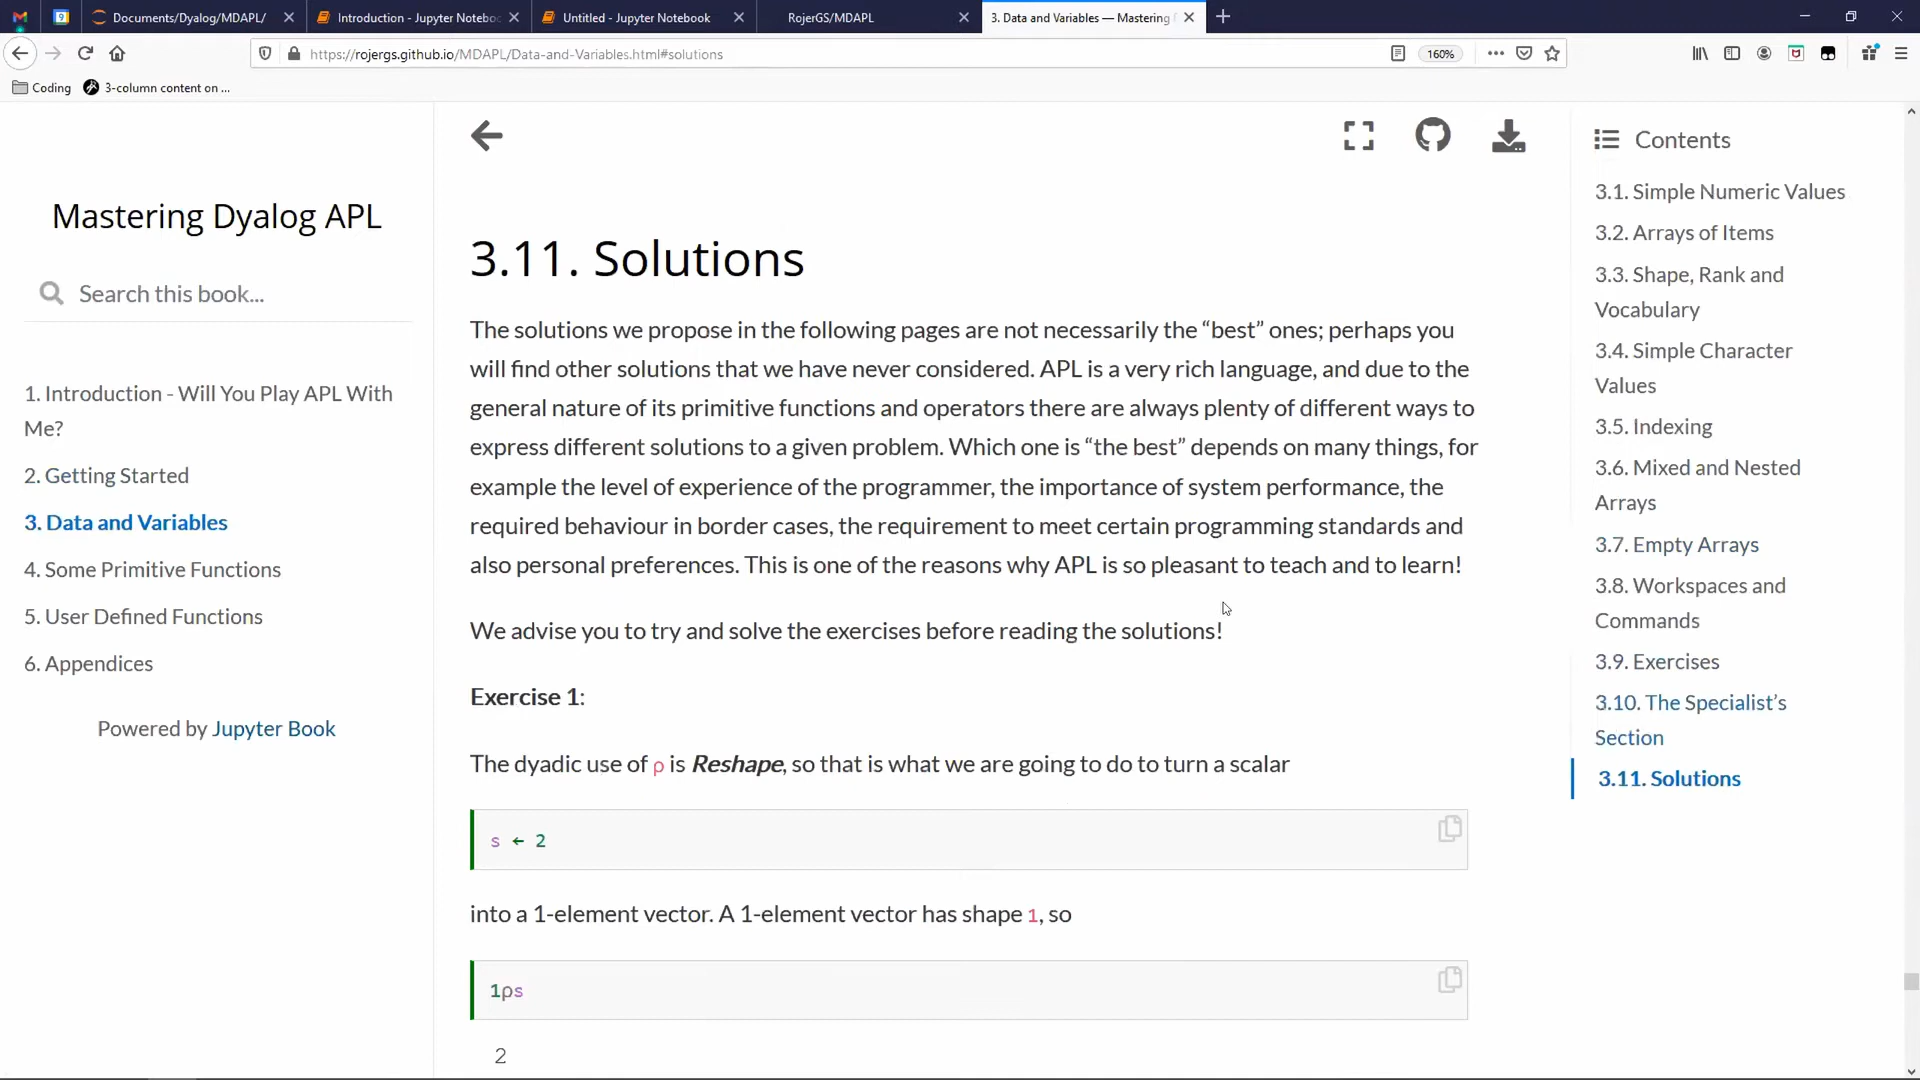 Documents/Dyalog/MDAPL/
Introduction - Jupyter Noteboo
Untitled - Jupyter Notebook
RojerGS/MDAPL
3. Data and Variables — Mastering
https://rojergs.github.io/MDAPL/Data-and-Variables.html#solutions
160%
Coding
3-column content on ...
Mastering Dyalog APL
Search this book...
1. Introduction - Will You Play APL With
Me?
2. Getting Started
3. Data and Variables
4. Some Primitive Functions
5. User Defined Functions
6. Appendices
Powered by Jupyter Book
3.11. Solutions
The solutions we propose in the following pages are not necessarily the “best” ones; perhaps you
will find other solutions that we have never considered. APL is a very rich language, and due to the
general nature of its primitive functions and operators there are always plenty of different ways to
express different solutions to a given problem. Which one is “the best” depends on many things, for
example the level of experience of the programmer, the importance of system performance, the
required behaviour in border cases, the requirement to meet certain programming standards and
also personal preferences. This is one of the reasons why APL is so pleasant to teach and to learn!
We advise you to try and solve the exercises before reading the solutions!
Exercise 1:
The dyadic use of ⍴ is Reshape, so that is what we are going to do to turn a scalar
s ← 2
into a 1-element vector. A 1-element vector has shape 1, so
1⍴s
2
Contents
3.1. Simple Numeric Values
3.2. Arrays of Items
3.3. Shape, Rank and
Vocabulary
3.4. Simple Character
Values
3.5. Indexing
3.6. Mixed and Nested
Arrays
3.7. Empty Arrays
3.8. Workspaces and
Commands
3.9. Exercises
3.10. The Specialist’s
Section
3.11. Solutions